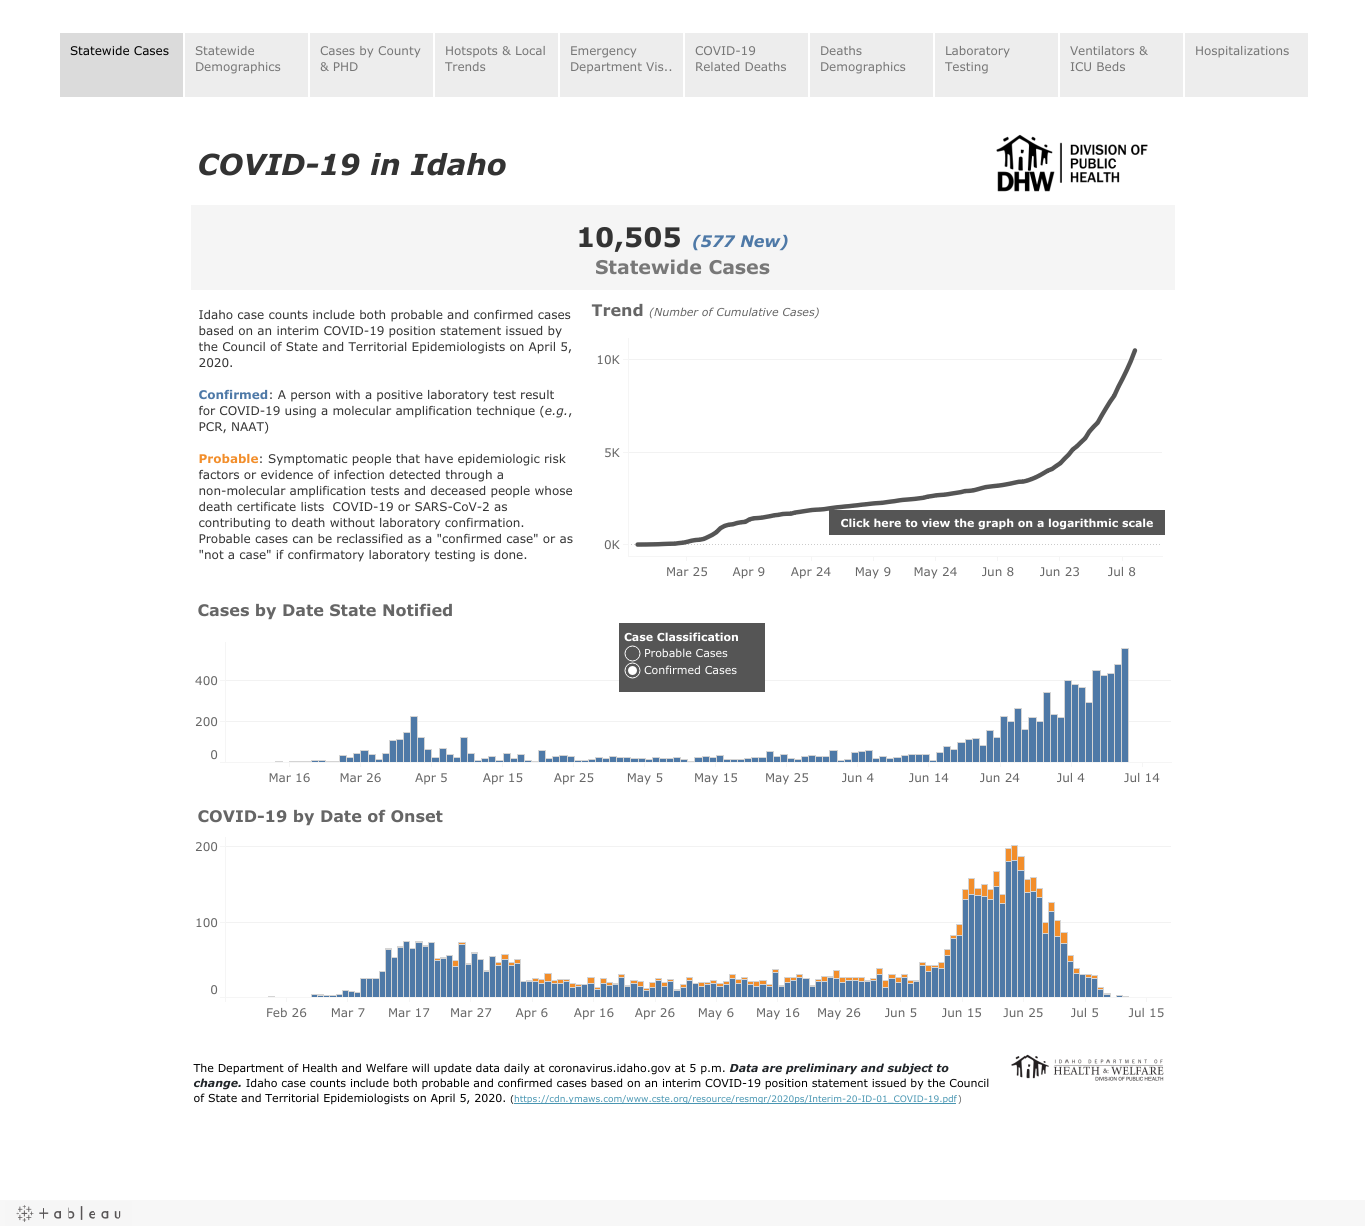 Statewide Cases
Statewide
Demographics
Cases by County
& PHD
Hotspots & Local
Trends
Emergency
Department Vis..
COVID-19
Related Deaths
Deaths
Demographics
Laboratory
Testing
Ventilators &
ICU Beds
Hospitalizations
COVID-19 in Idaho
DHW
DIVISION OF
PUBLIC
HEALTH
10,505 (577 New)
Statewide Cases
Idaho case counts include both probable and confirmed cases
based on an interim COVID-19 position statement issued by
the Council of State and Territorial Epidemiologists on April 5,
2020.
Confirmed: A person with a positive laboratory test result
for COVID-19 using a molecular amplification technique (e.g.,
PCR, NAAT)
Probable: Symptomatic people that have epidemiologic risk
factors or evidence of infection detected through a
non-molecular amplification tests and deceased people whose
death certificate lists  COVID-19 or SARS-CoV-2 as
contributing to death without laboratory confirmation.
Probable cases can be reclassified as a "confirmed case" or as
"not a case" if confirmatory laboratory testing is done.
Trend (Number of Cumulative Cases)
10K
5K
0K
Click here to view the graph on a logarithmic scale
Mar 25 Apr 9 Apr 24 May 9 May 24 Jun 8 Jun 23 Jul 8
Cases by Date State Notified
Case Classification
Probable Cases
Confirmed Cases
400
200
0
Mar 16 Mar 26 Apr 5 Apr 15 Apr 25 May 5 May 15 May 25 Jun 4 Jun 14 Jun 24 Jul 4 Jul 14
COVID-19 by Date of Onset
200
100
0
Feb 26 Mar 7 Mar 17 Mar 27 Apr 6 Apr 16 Apr 26 May 6 May 16 May 26 Jun 5 Jun 15 Jun 25 Jul 5 Jul 15
The Department of Health and Welfare will update data daily at coronavirus.idaho.gov at 5 p.m. Data are preliminary and subject to
change. Idaho case counts include both probable and confirmed cases based on an interim COVID-19 position statement issued by the Council
of State and Territorial Epidemiologists on April 5, 2020. (https://cdn.ymaws.com/www.cste.org/resource/resmgr/2020ps/Interim-20-ID-01_COVID-19.pdf)
IDAHO DEPARTMENT OF
HEALTH & WELFARE
DIVISION OF PUBLIC HEALTH
+ableau